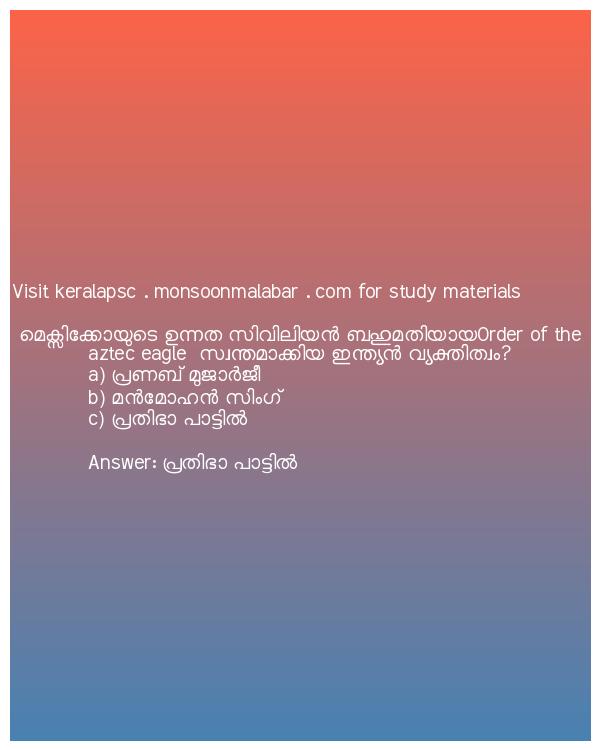 Visit keralapsc . monsoonmalabar . com for study materials
മെക്സിക്കോയുടെ ഉന്നത സിവിലിയൻ ബഹുമതിയായOrder of the
aztec eagle സ്വന്തമാക്കിയ ഇന്ത്യൻ വ്യക്തിത്വം?
a) പ്രണബ് മുജാർജീ
b) മൻമോഹൻ സിംഗ്
c) പ്രതിഭാ പാട്ടിൽ
Answer: പ്രതിഭാ പാട്ടിൽ